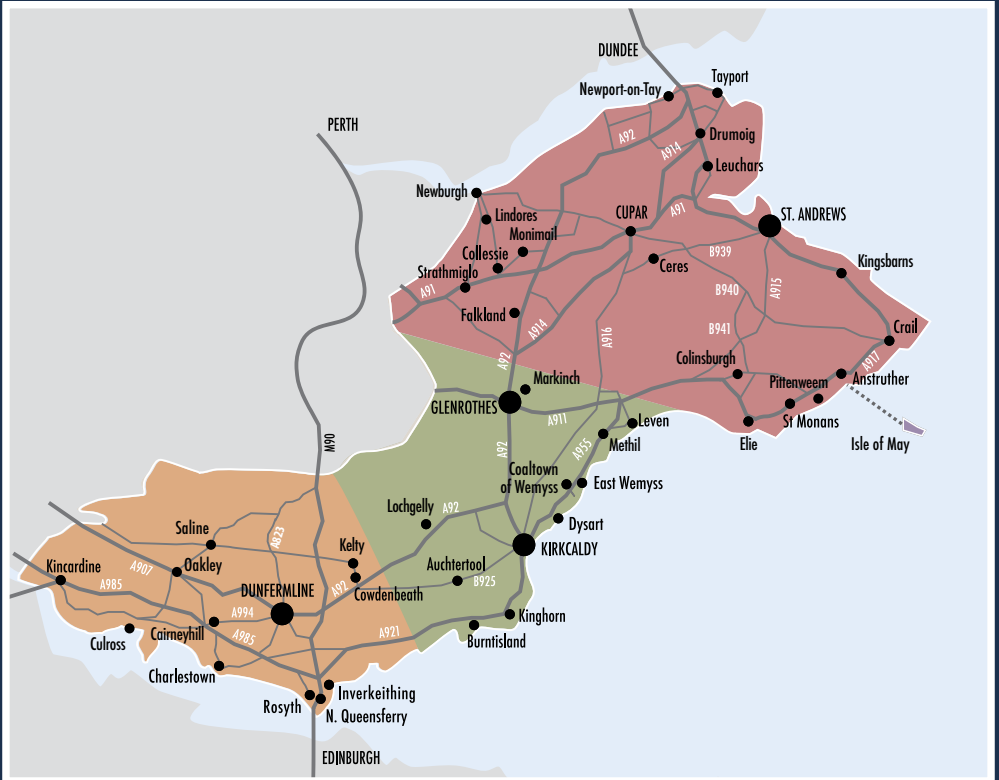 DUNDEE
Tayport
Newport-on-Tay
PERTH
A92
Drumoig
A914
Leuchars
Newburgh
Lindores
CUPAR
A91
ST. ANDREWS
Monimail
Collessie
B939
Strathmiglo
Ceres
Kingsbarns
A91
B940
A915
Falkland
A914
A916
B941
Crail
A92
Colinsburgh
A917
Markinch
Pittenweem
Anstruther
GLENROTHES
A911
Leven
St Monans
M90
A92
A955
Methil
Elie
Isle of May
Coaltown
of Wemyss
East Wemyss
Lochgelly
A92
Dysart
Saline
A823
Kelty
KIRKCALDY
Kincardine
A907
Oakley
Auchtertool
A985
DUNFERMLINE
A92
B925
Cowdenbeath
A994
Kinghorn
Culross
Cairneyhill
A985
A921
Burntisland
Charlestown
Inverkeithing
Rosyth
N. Queensferry
EDINBURGH